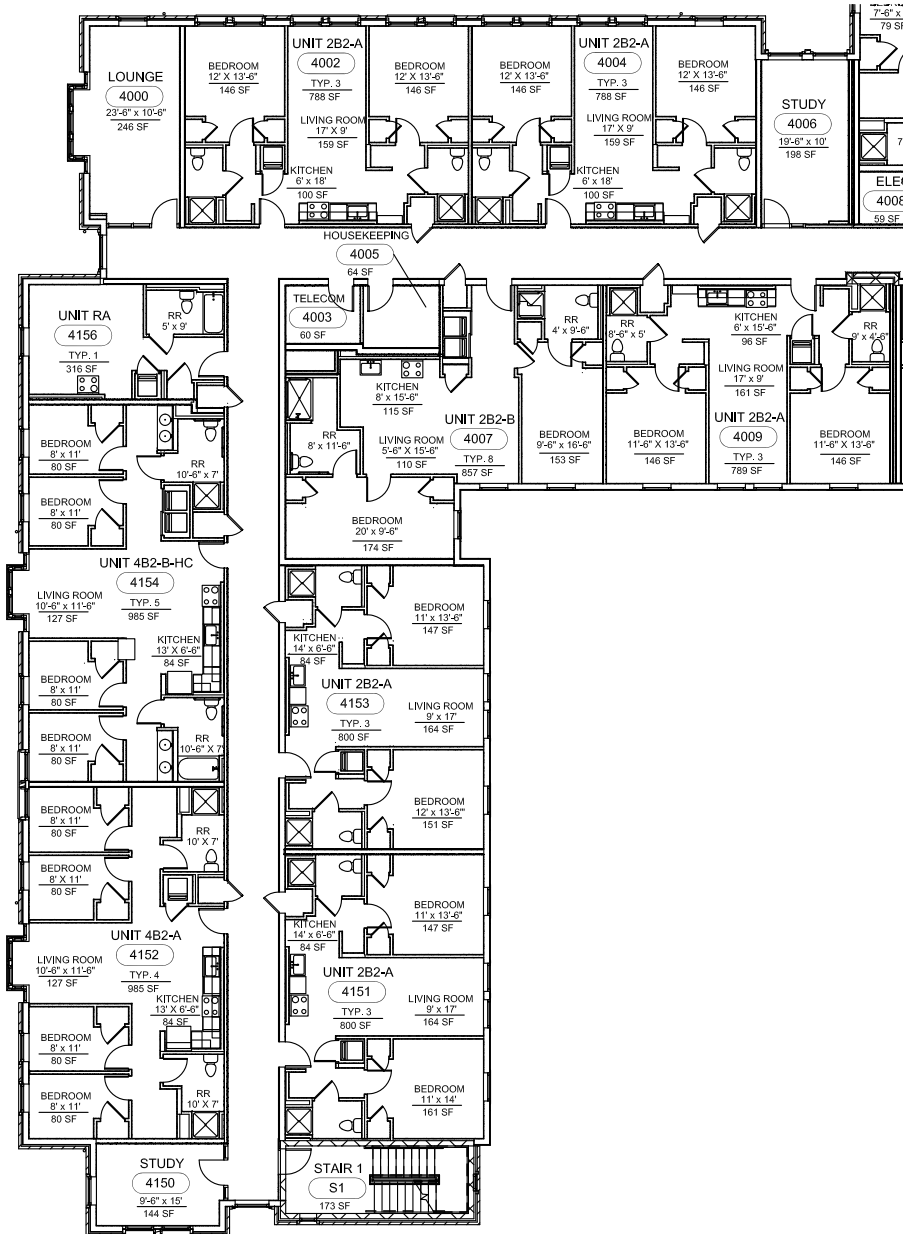 LOUNGE
4000
23'-6" x 10'-6"
246 SF
BEDROOM
12' X 13'-6"
146 SF
UNIT 2B2-A
4002
TYP. 3
788 SF
LIVING ROOM
17' X 9'
159 SF
KITCHEN
6' x 18'
100 SF
BEDROOM
12' X 13'-6"
146 SF
BEDROOM
12' X 13'-6"
146 SF
UNIT 2B2-A
4004
TYP. 3
788 SF
LIVING ROOM
17' X 9'
159 SF
KITCHEN
6' x 18'
100 SF
BEDROOM
12' X 13'-6"
146 SF
STUDY
4006
19'-6" x 10'
198 SF
7'-6" x
79 SF
7
ELEC
4008
59 SF
HOUSEKEEPING
4005
64 SF
TELECOM
4003
60 SF
UNIT RA
4156
TYP. 1
316 SF
RR
5' x 9'
KITCHEN
8' x 15'-6"
115 SF
RR
8' x 11'-6"
LIVING ROOM
5'-6" X 15'-6"
110 SF
UNIT 2B2-B
4007
TYP. 8
857 SF
RR
4' x 9'-6"
BEDROOM
9'-6" x 16'-6"
153 SF
BEDROOM
20' x 9'-6"
174 SF
RR
8'-6" x 5'
KITCHEN
6' x 15'-6"
96 SF
RR
9' x 4'-6"
LIVING ROOM
17' x 9'
161 SF
UNIT 2B2-A
4009
TYP. 3
789 SF
BEDROOM
11'-6" X 13'-6"
146 SF
BEDROOM
11'-6" X 13'-6"
146 SF
BEDROOM
8' x 11'
80 SF
RR
10'-6" x 7'
BEDROOM
8' x 11'
80 SF
UNIT 4B2-B-HC
4154
TYP. 5
985 SF
LIVING ROOM
10'-6" x 11'-6"
127 SF
KITCHEN
13' X 6'-6"
84 SF
BEDROOM
8' x 11'
80 SF
BEDROOM
8' x 11'
80 SF
RR
10'-6" X 7'
KITCHEN
14' x 6'-6"
84 SF
BEDROOM
11' x 13'-6"
147 SF
UNIT 2B2-A
4153
TYP. 3
800 SF
LIVING ROOM
9' x 17'
164 SF
BEDROOM
12' x 13'-6"
151 SF
BEDROOM
8' x 11'
80 SF
RR
10' X 7'
BEDROOM
8' X 11'
80 SF
UNIT 4B2-A
4152
TYP. 4
985 SF
LIVING ROOM
10'-6" x 11'-6"
127 SF
KITCHEN
13' X 6'-6"
84 SF
BEDROOM
8' x 11'
80 SF
BEDROOM
8' x 11'
80 SF
RR
10' X 7'
KITCHEN
14' x 6'-6"
84 SF
BEDROOM
11' x 13'-6"
147 SF
UNIT 2B2-A
4151
TYP. 3
800 SF
LIVING ROOM
9' x 17'
164 SF
BEDROOM
11' x 14'
161 SF
STUDY
4150
9'-6" x 15'
144 SF
STAIR 1
S1
173 SF